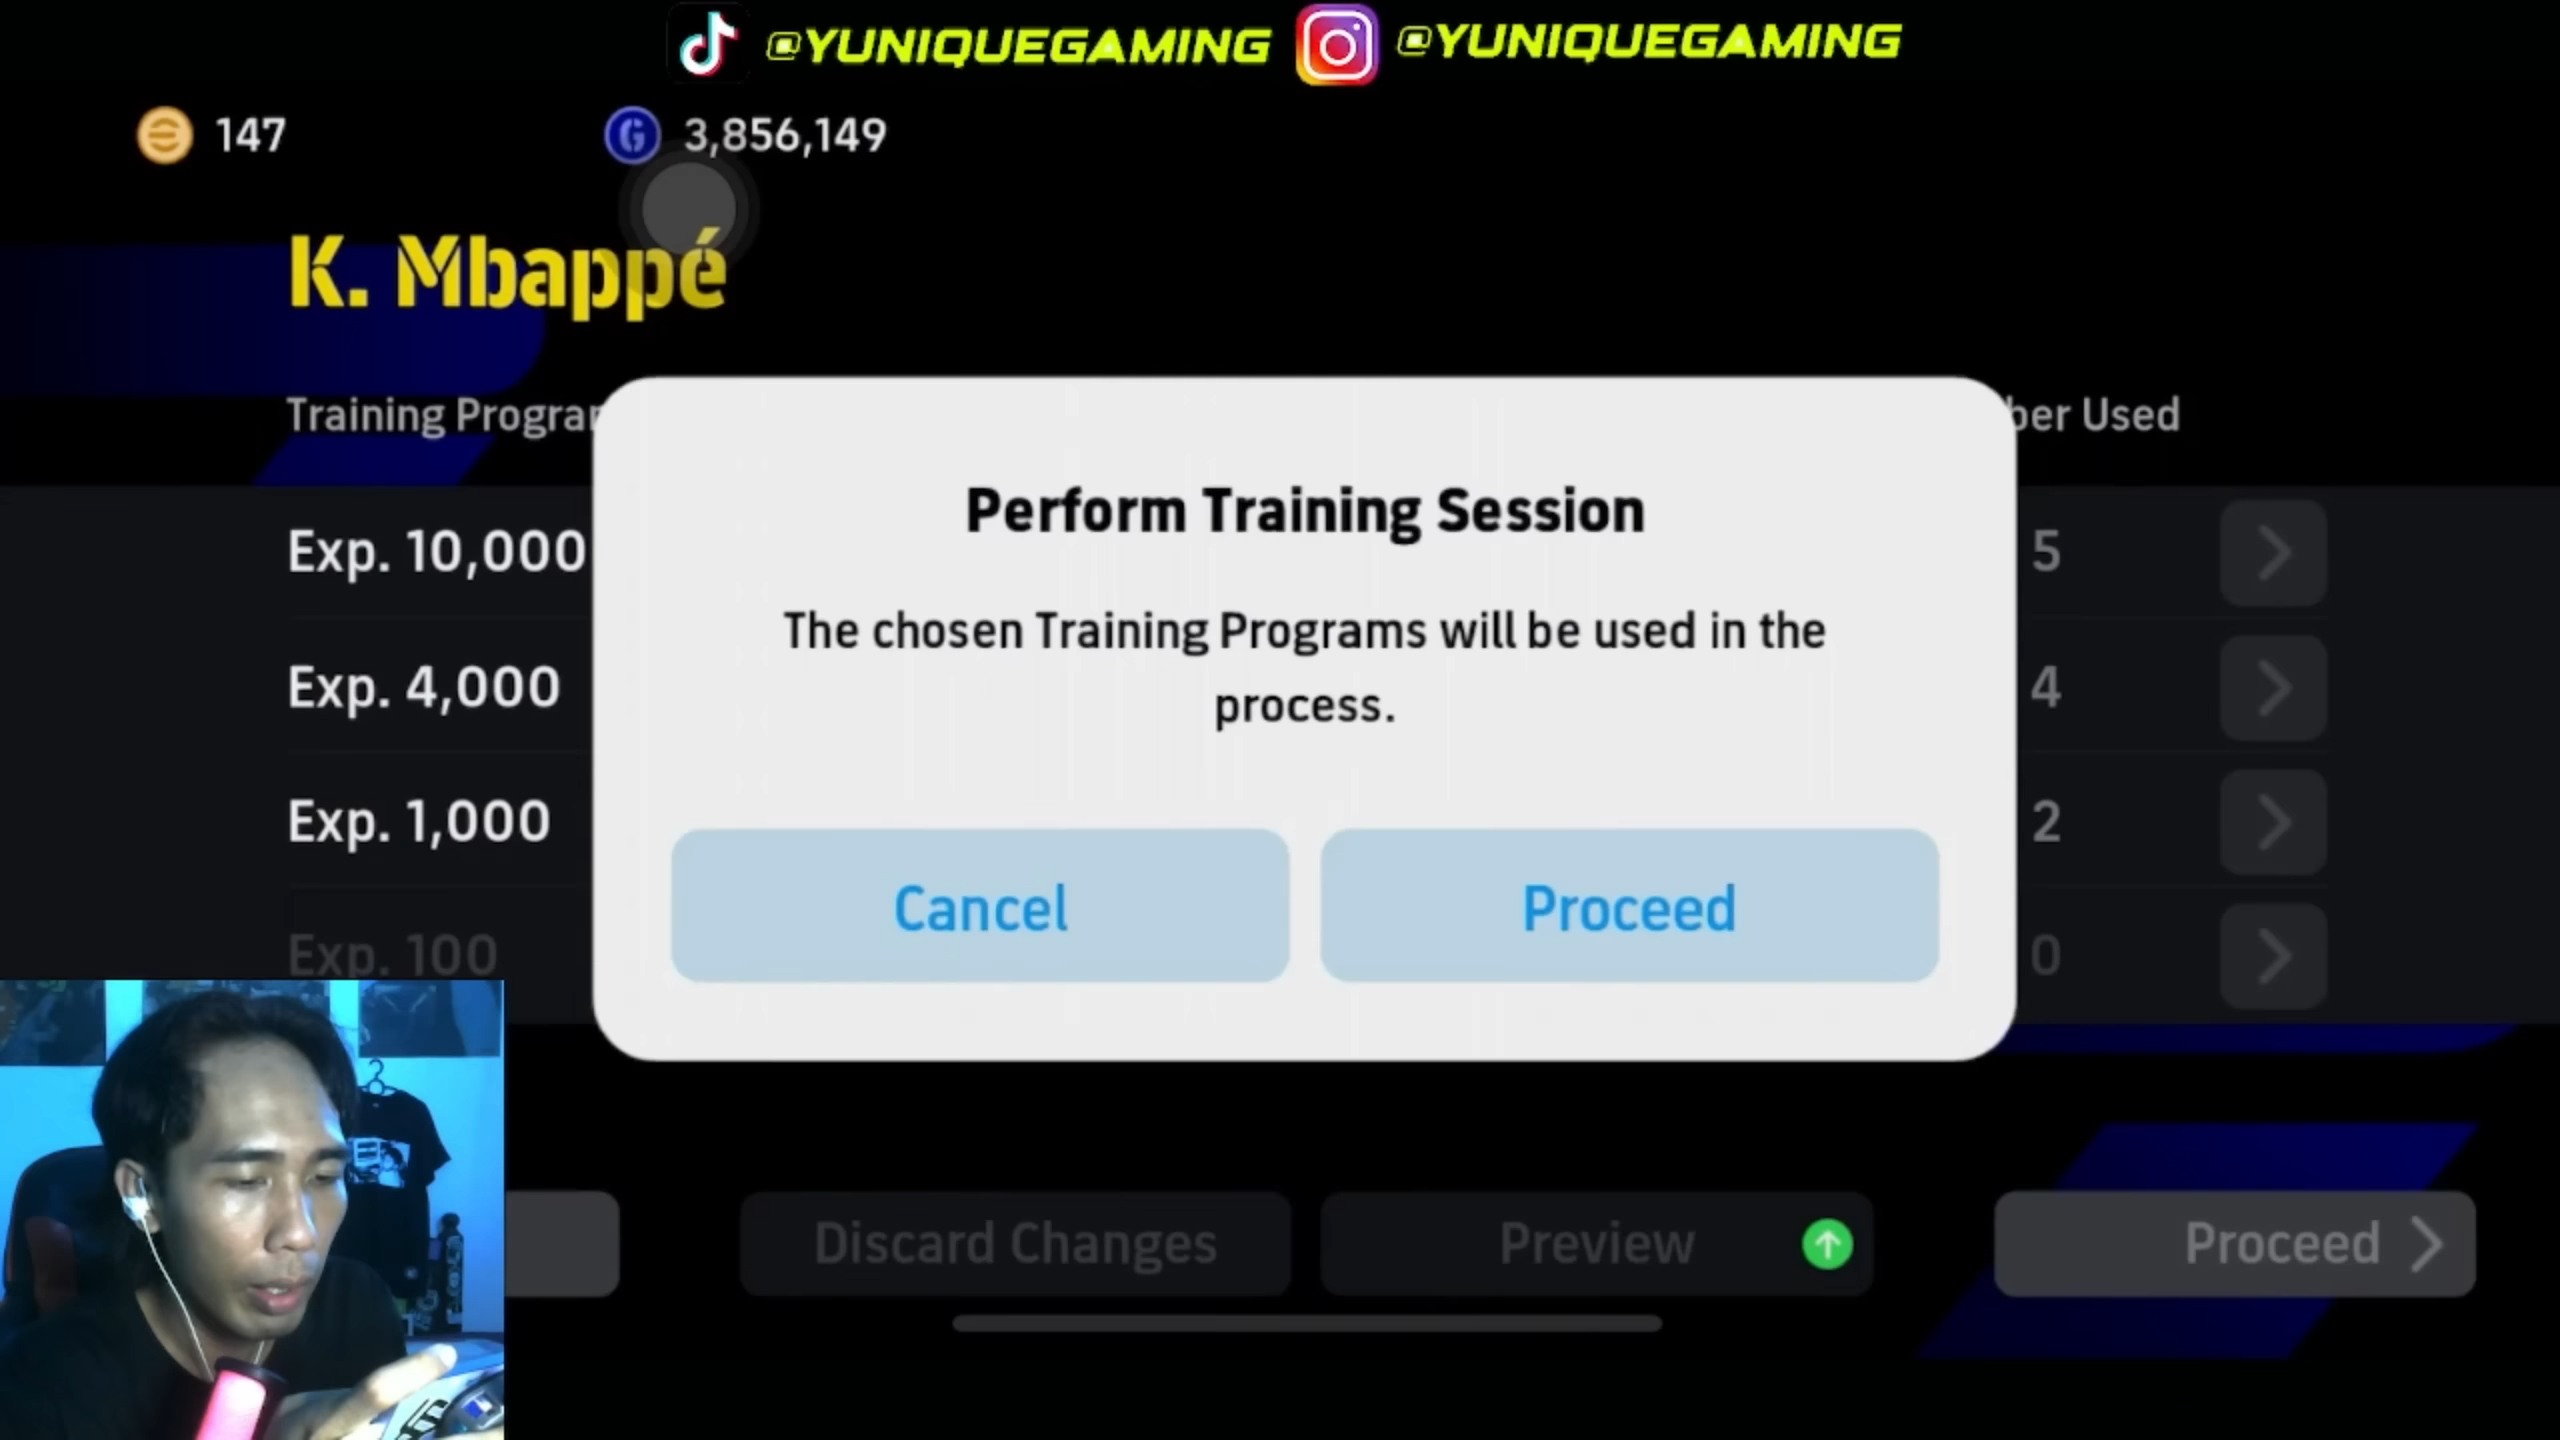 @YUNIQUEGAMING @YUNIQUEGAMING
147 3,856,149
K. Mbappé
Training Progra ber Used
Perform Training Session
Exp. 10,000 5
The chosen Training Programs will be used in the
process.
Exp. 4,000 4
Exp. 1,000 2
Cancel Proceed
Exp. 100 0
Discard Changes Preview Proceed